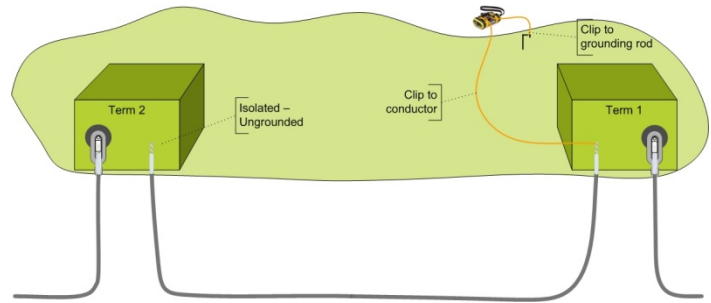 Clip to
grounding rod
Term 2
Isolated –
Ungrounded
Clip to
conductor
Term 1